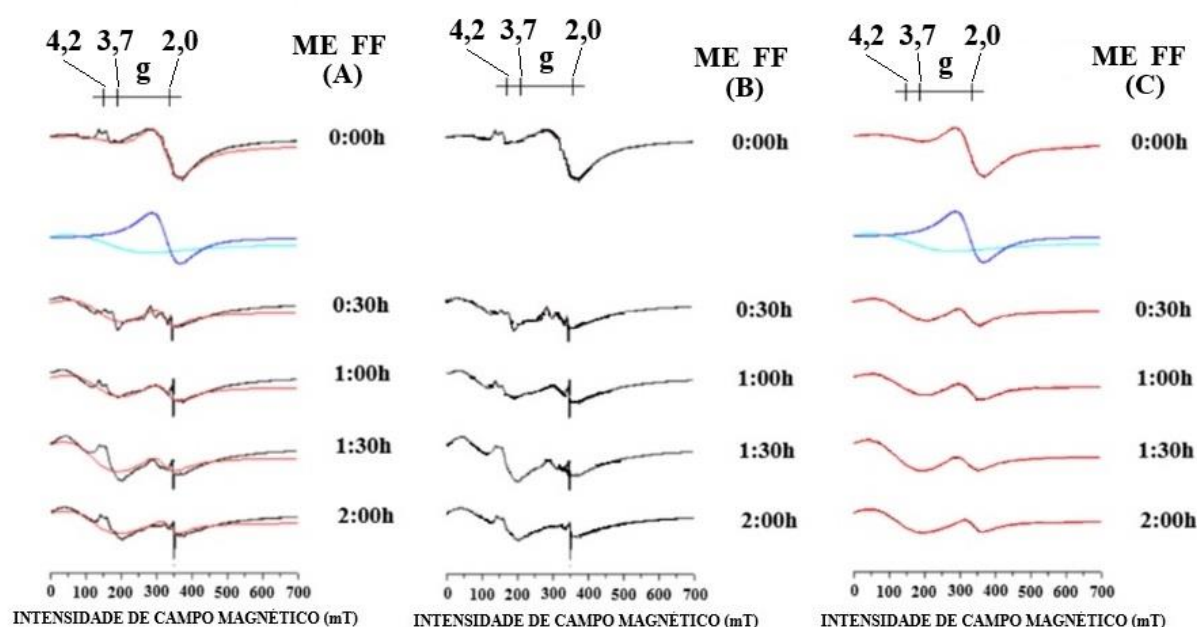 4,2 3,7 2,0
g
ME FF
(A)
0:00h
0:30h
1:00h
1:30h
2:00h
0 100 200 300 400 500 600 700
INTENSIDADE DE CAMPO MAGNÉTICO (mT)
4,2 3,7 2,0
g
ME FF
(B)
0:00h
0:30h
1:00h
1:30h
2:00h
0 100 200 300 400 500 600 700
INTENSIDADE DE CAMPO MAGNÉTICO (mT)
4,2 3,7 2,0
g
ME FF
(C)
0:00h
0:30h
1:00h
1:30h
2:00h
0 100 200 300 400 500 600 700
INTENSIDADE DE CAMPO MAGNÉTICO (mT)